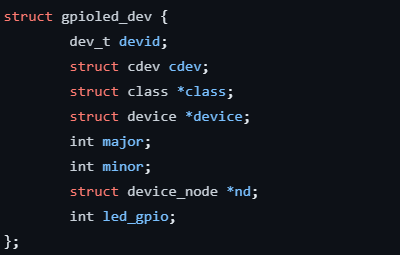 struct gpioled_dev {
        dev_t devid;
        struct cdev cdev;
        struct class *class;
        struct device *device;
        int major;
        int minor;
        struct device_node *nd;
        int led_gpio;
};